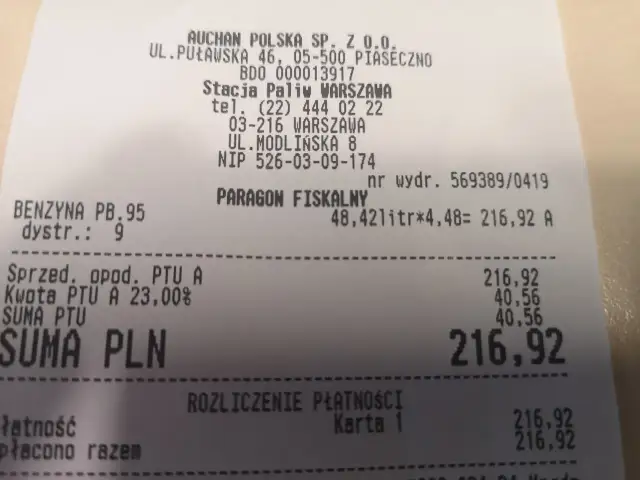 AUCHAN POLSKA SP. Z O.O.
UL.PUŁAWSKA 46, 05-500 PIASECZNO
BDO 000013917
Stacja Paliw WARSZAWA
tel. (22) 444 02 22
03-216 WARSZAWA
UL.MODLIŃSKA 8
NIP 526-03-09-174
nr wydr. 569389/0419
PARAGON FISKALNY
BENZYNA PB.95 48,42litr*4,48= 216,92 A
dystr.: 9
Sprzed. opod. PTU A 216,92
Kwota PTU A 23,00% 40,56
SUMA PTU 40,56
SUMA PLN 216,92
ROZLICZENIE PŁATNOŚCI
łatność Karta 1 216,92
płacono razem 216,92